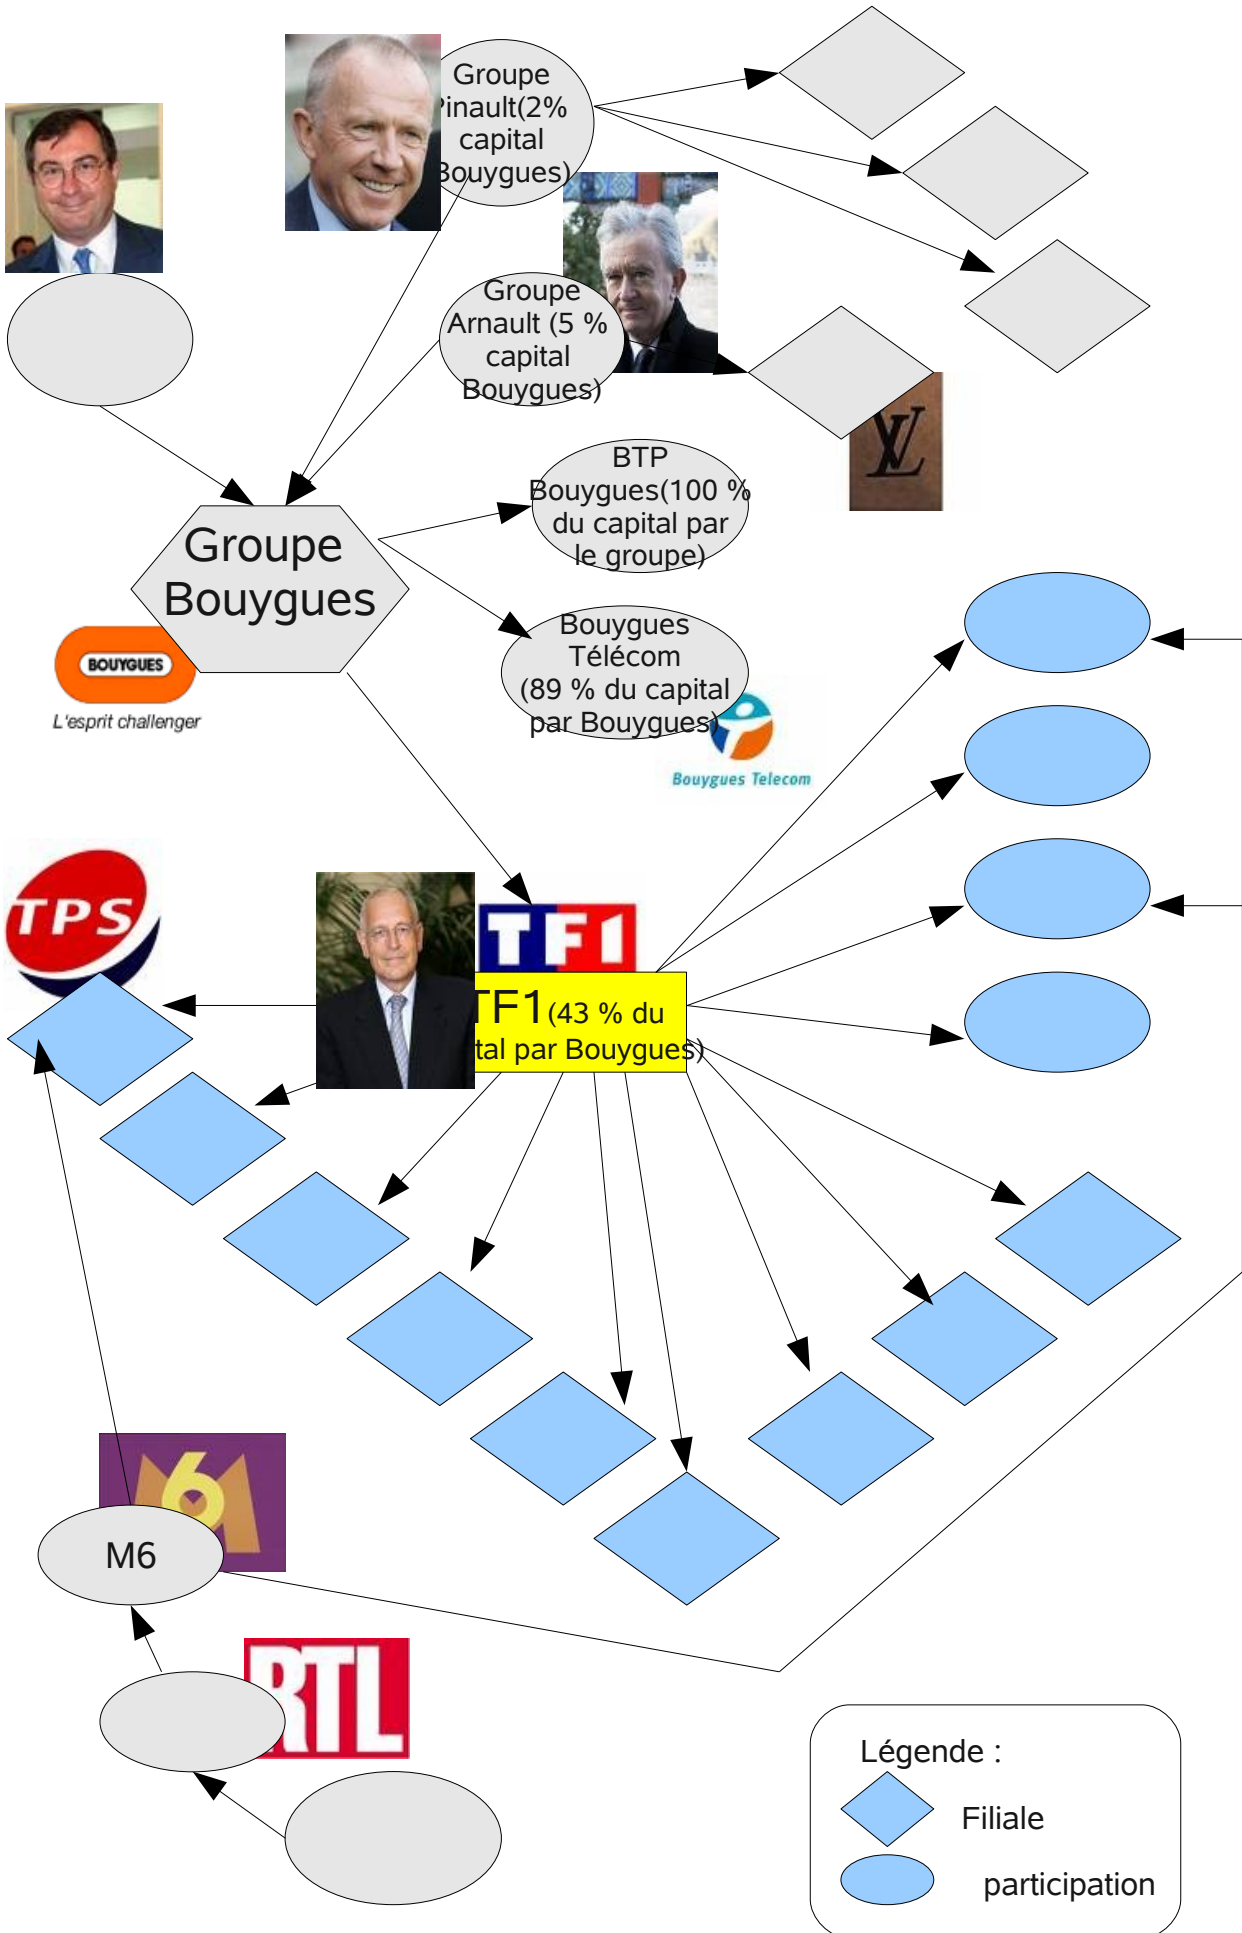 Groupe
Pinault(2%
capital
Bouygues)
Groupe
Arnault (5 %
capital
Bouygues)
LV
BTP
Bouygues(100 %
du capital par
le groupe)
Groupe
Bouygues
BOUYGUES
L'esprit challenger
Bouygues
Télécom
(89 % du capital
par Bouygues)
Bouygues Telecom
TPS
TF1
TF1(43 % du
tal par Bouygues)
M6
M6
RTL
Légende :
Filiale
participation